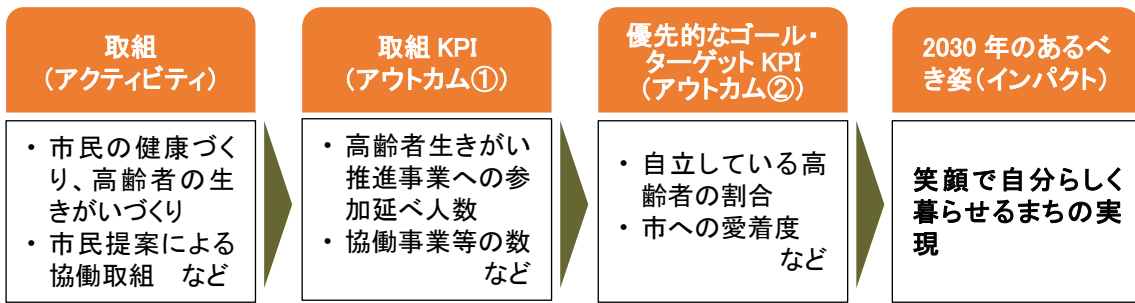 取組
（アクティビティ）
・ 市民の健康づく
り、高齢者の生
きがいづくり
・ 市民提案による
協働取組　など
取組 KPI
（アウトカム①）
・ 高齢者生きがい
推進事業への参
加延べ人数
・ 協働事業等の数
など
優先的なゴール・
ターゲット KPI
（アウトカム②）
・ 自立している高
齢者の割合
・ 市への愛着度
など
2030 年のあるべ
き姿（インパクト）
笑顔で自分らしく
暮らせるまちの実
現